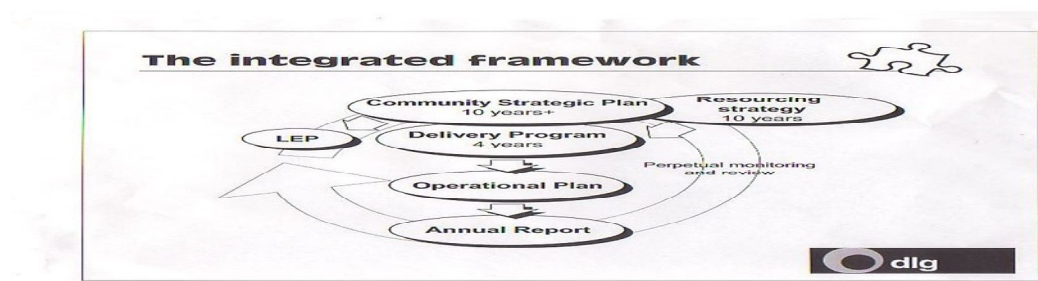 The integrated framework
Community Strategic Plan
10 years+
Resourcing
strategy
10 years
LEP
Delivery Program
4 years
Perpetual monitoring
and review
Operational Plan
Annual Report
dlg